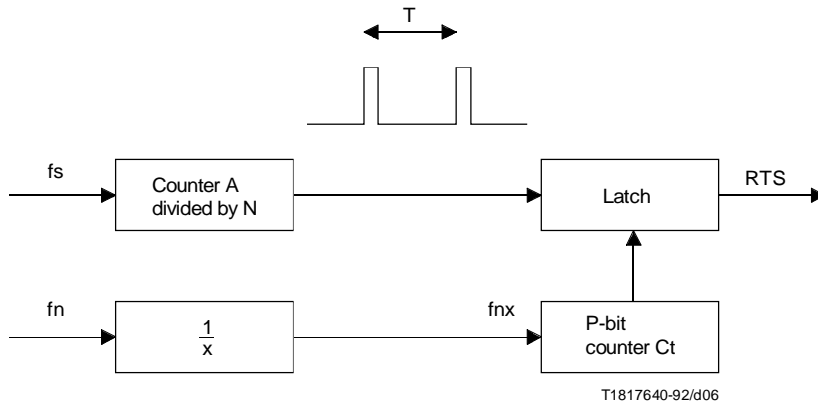 T
fs
Counter A
divided by N
Latch
RTS
fn
1
x
fnx
P-bit
counter Ct
T1817640-92/d06